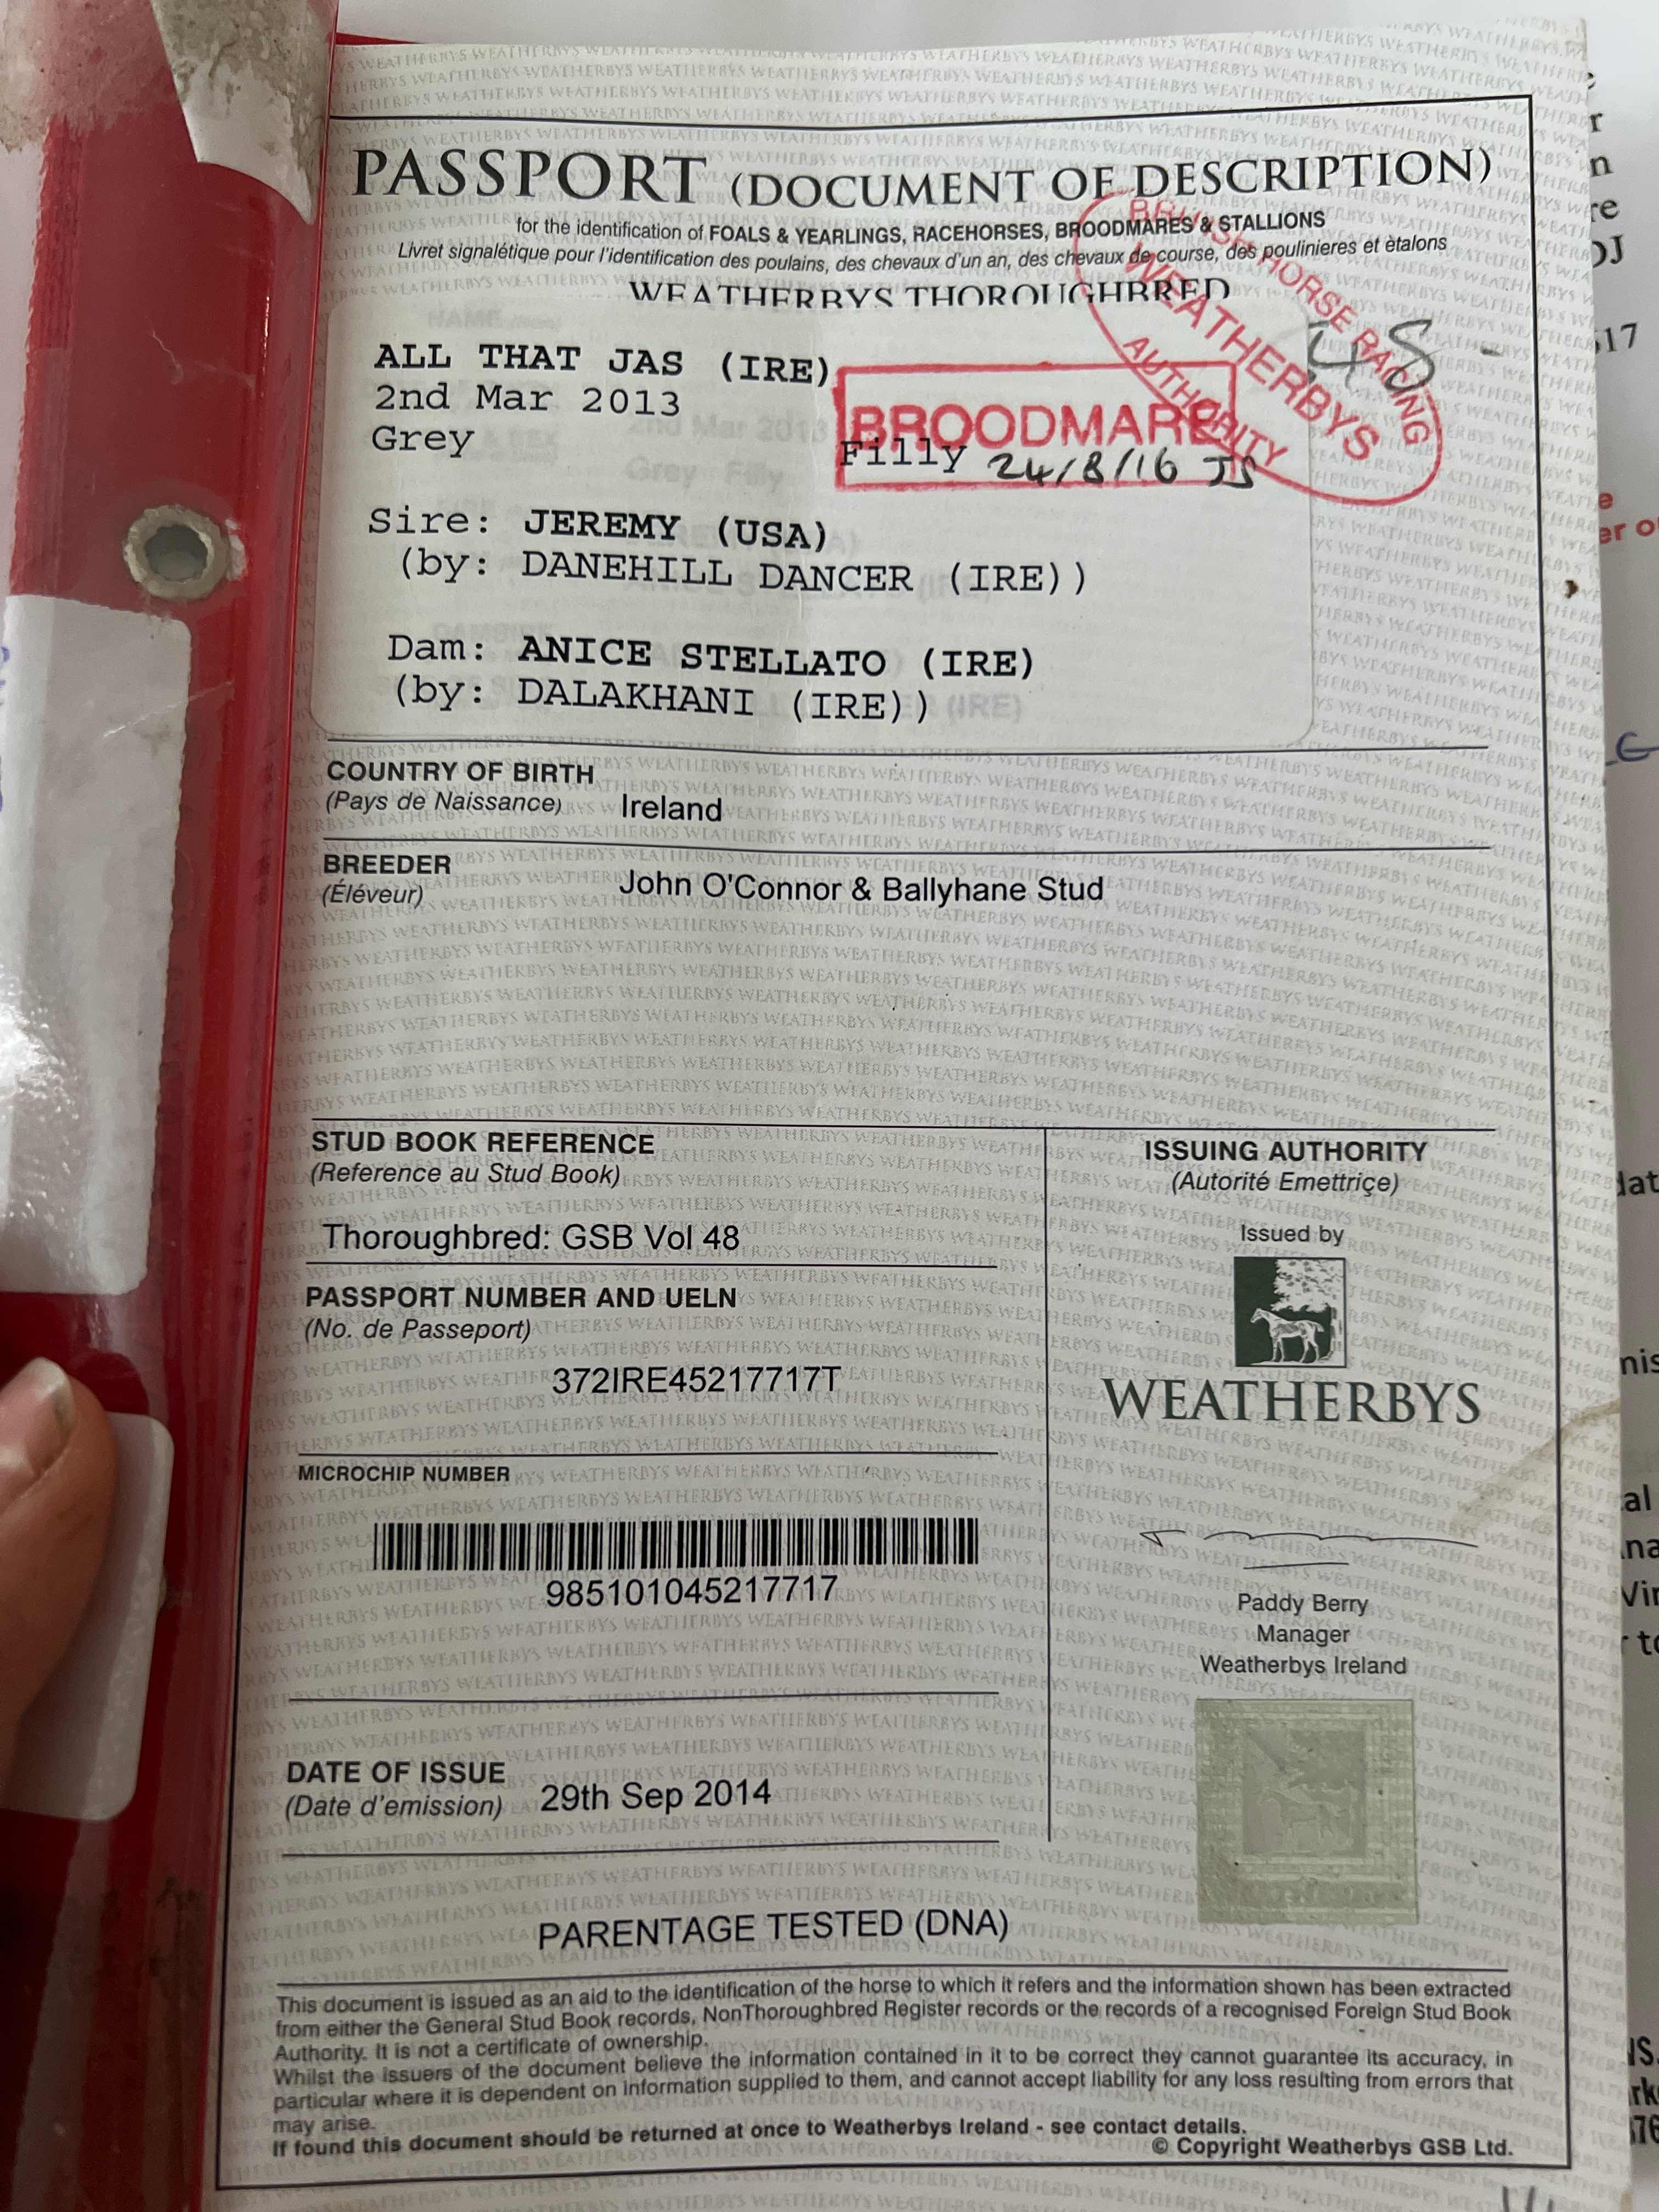 PASSPORT (DOCUMENT OF DESCRIPTION)
for the identification of FOALS & YEARLINGS, RACEHORSES, BROODMARES & STALLIONS
Livret signalétique pour l'identification des poulains, des chevaux d'un an, des chevaux de course, des poulinieres et ètalons
WEATHERBYS THOROUGHBRED
BRITISH HORSE RACING
WEATHERBYS
AUTHORITY
48
ALL THAT JAS (IRE)
2nd Mar 2013
BROODMARE
Grey Filly 24/8/16 JS
Sire: JEREMY (USA)
(by: DANEHILL DANCER (IRE))
Dam: ANICE STELLATO (IRE)
(by: DALAKHANI (IRE))
COUNTRY OF BIRTH
(Pays de Naissance) Ireland
BREEDER
(Éléveur) John O'Connor & Ballyhane Stud
STUD BOOK REFERENCE
(Reference au Stud Book)
Thoroughbred: GSB Vol 48
PASSPORT NUMBER AND UELN
(No. de Passeport)
372IRE45217717T
MICROCHIP NUMBER
985101045217717
DATE OF ISSUE
(Date d'emission) 29th Sep 2014
ISSUING AUTHORITY
(Autorité Emettriçe)
Issued by
WEATHERBYS
Paddy Berry
Manager
Weatherbys Ireland
PARENTAGE TESTED (DNA)
This document is issued as an aid to the identification of the horse to which it refers and the information shown has been extracted
from either the General Stud Book records, NonThoroughbred Register records or the records of a recognised Foreign Stud Book
Authority. It is not a certificate of ownership.
Whilst the issuers of the document believe the information contained in it to be correct they cannot guarantee its accuracy, in
particular where it is dependent on information supplied to them, and cannot accept liability for any loss resulting from errors that
may arise.
If found this document should be returned at once to Weatherbys Ireland - see contact details.
© Copyright Weatherbys GSB Ltd.